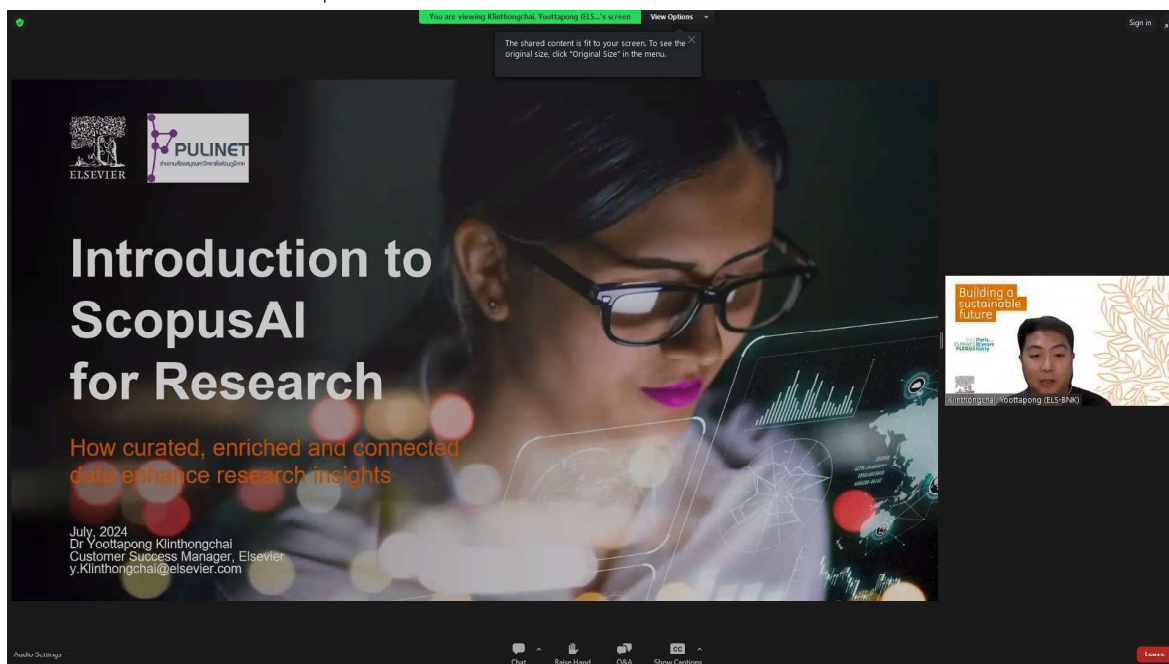 You are viewing Klinthongchai, Yoottapong (ELS...'s screen
View Options
Sign in
The shared content is fit to your screen. To see the
original size, click "Original Size" in the menu.
ELSEVIER
PULINET
Introduction to
ScopusAI
for Research
How curated, enriched and connected
data enhance research insights
July, 2024
Dr Yoottapong Klinthongchai
Customer Success Manager, Elsevier
y.Klinthongchai@elsevier.com
Building a
sustainable
future
Klinthongchai, Yoottapong (ELS-BNK)
Audio Settings
Chat
Raise Hand
Q&A
CC
Show Captions
Leave